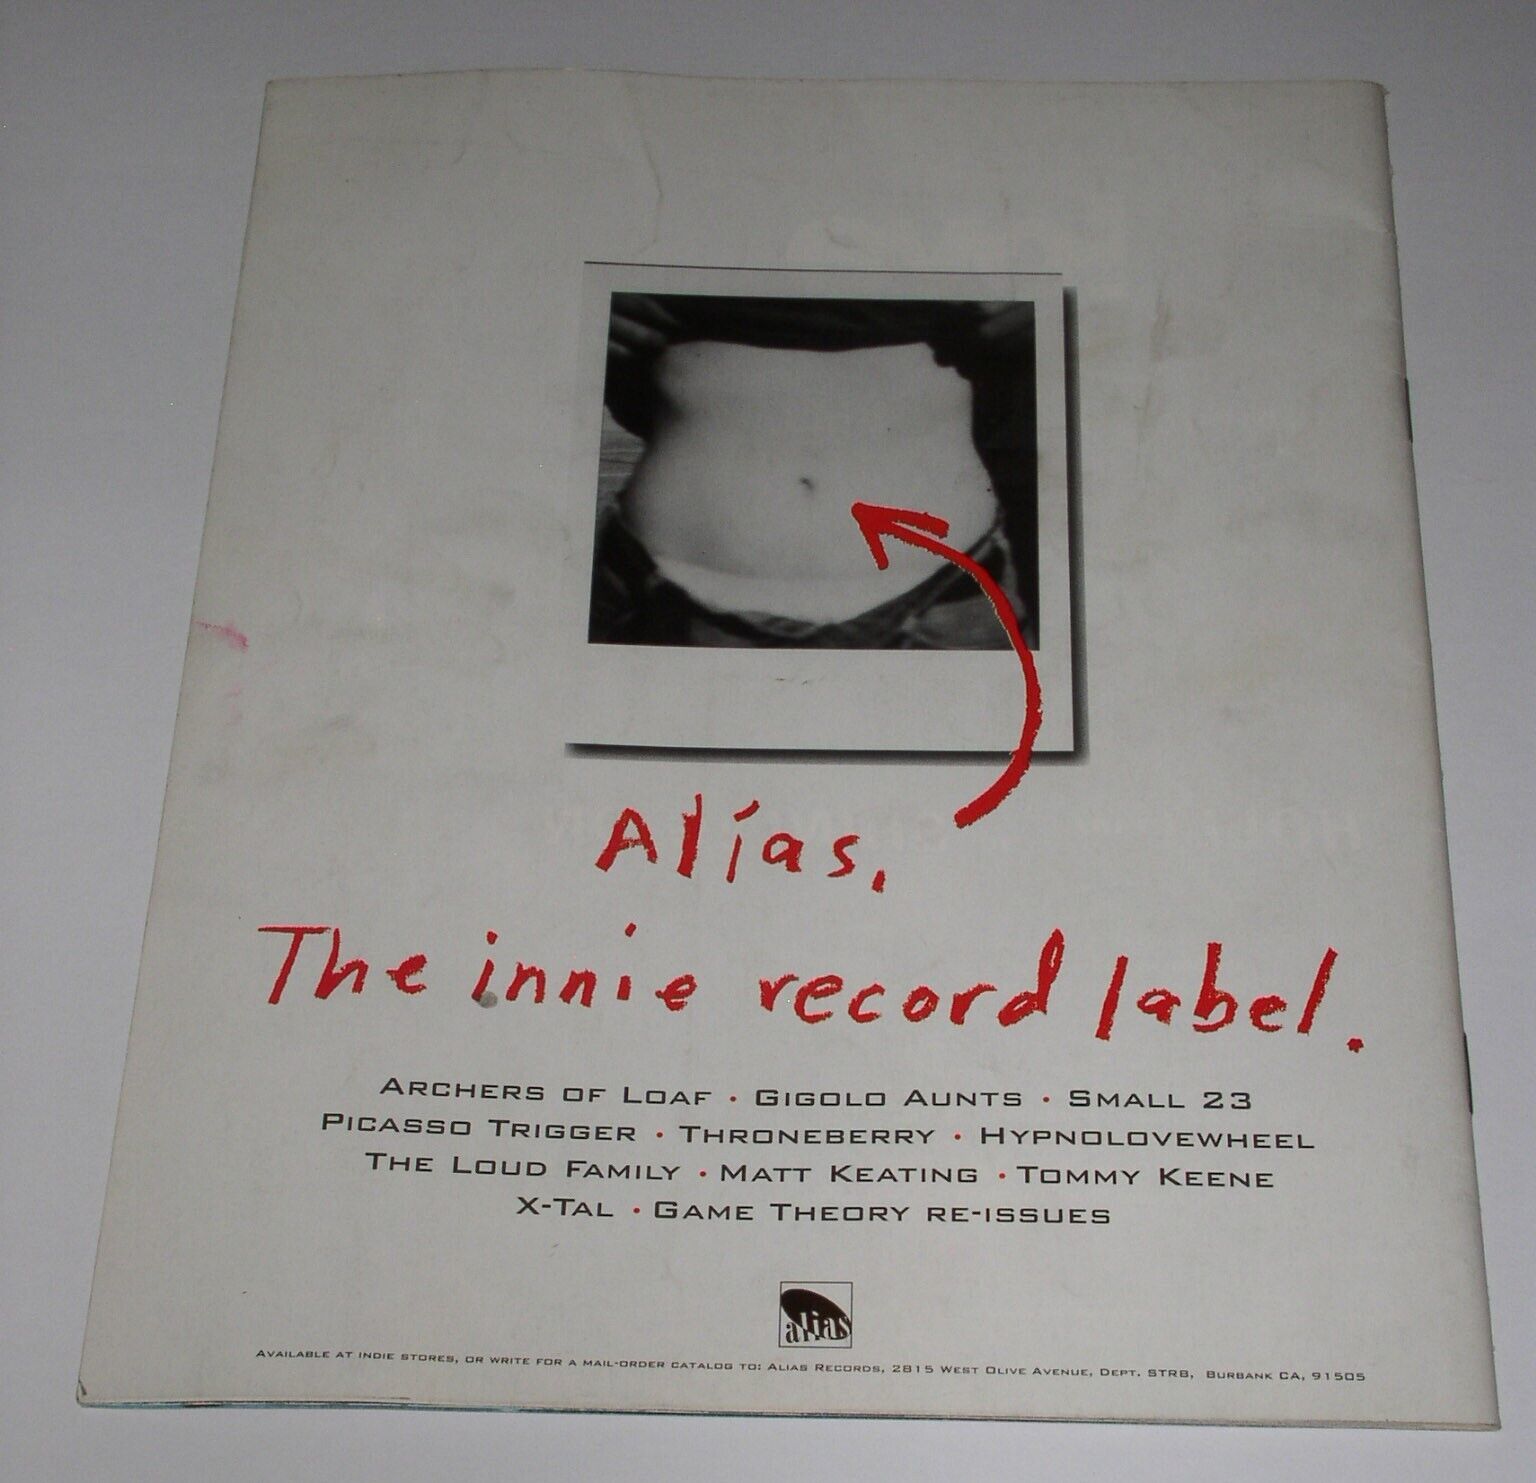 Alias.
The innie record label.
ARCHERS OF LOAF • GIGOLO AUNTS • SMALL 23
PICASSO TRIGGER • THRONEBERRY • HYPNOLOVEWHEEL
THE LOUD FAMILY • MATT KEATING • TOMMY KEENE
X-TAL • GAME THEORY RE-ISSUES
alias
AVAILABLE AT INDIE STORES, OR WRITE FOR A MAIL-ORDER CATALOG TO: ALIAS RECORDS, 2815 WEST OLIVE AVENUE, DEPT. STRB, BURBANK CA, 91505